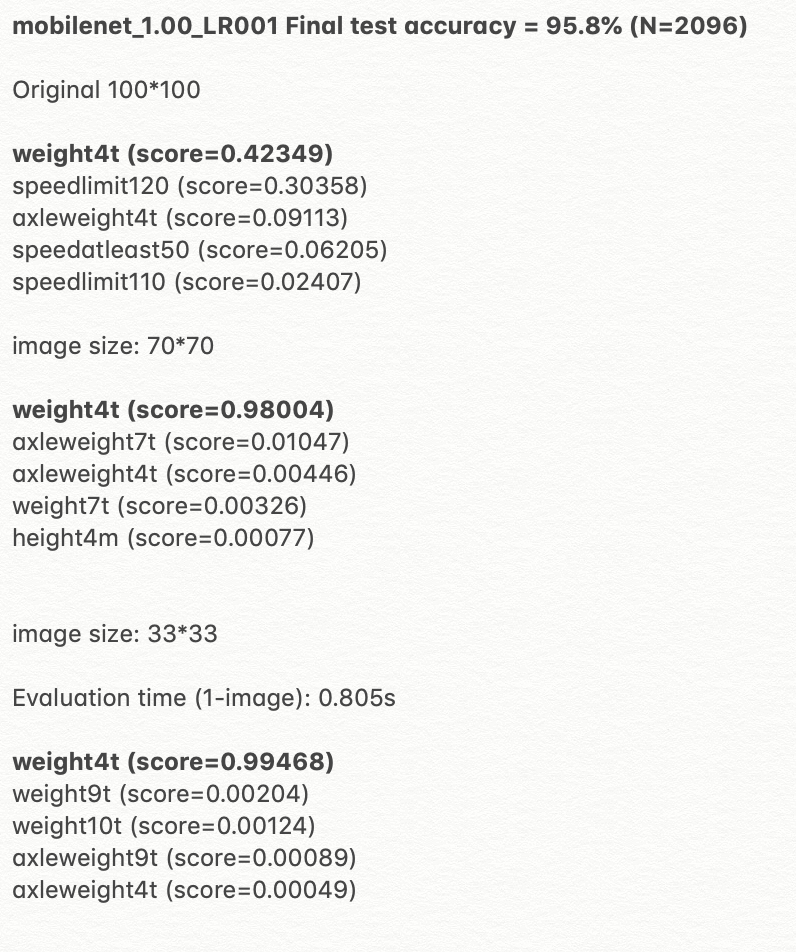 mobilenet_1.00_LR001 Final test accuracy = 95.8% (N=2096)
Original 100*100
weight4t (score=0.42349)
speedlimit120 (score=0.30358)
axleweight4t (score=0.09113)
speedatleast50 (score=0.06205)
speedlimit110 (score=0.02407)
image size: 70*70
weight4t (score=0.98004)
axleweight7t (score=0.01047)
axleweight4t (score=0.00446)
weight7t (score=0.00326)
height4m (score=0.00077)
image size: 33*33
Evaluation time (1-image): 0.805s
weight4t (score=0.99468)
weight9t (score=0.00204)
weight10t (score=0.00124)
axleweight9t (score=0.00089)
axleweight4t (score=0.00049)